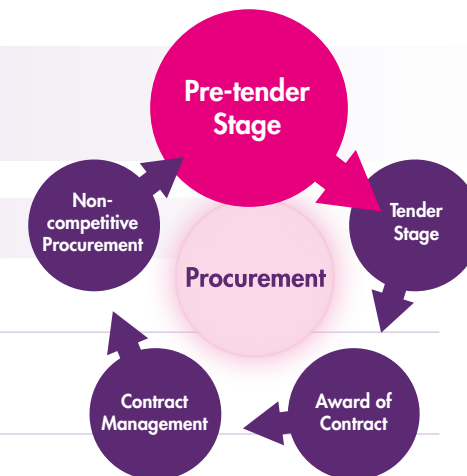 Pre-tender
Stage
Tender
Stage
Award of
Contract
Contract
Management
Non-
competitive
Procurement
Procurement